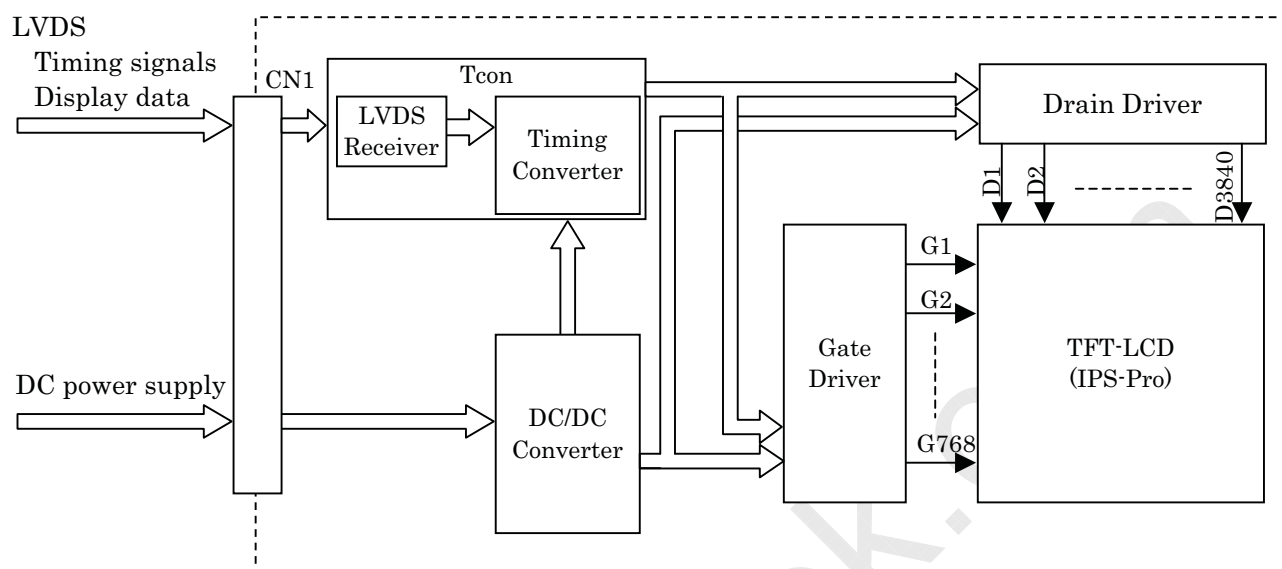 LVDS
Timing signals
Display data
CN1
Tcon
LVDS
Receiver
Timing
Converter
Drain Driver
D1
D2
D3840
G1
G2
G768
Gate
Driver
TFT-LCD
(IPS-Pro)
DC power supply
DC/DC
Converter